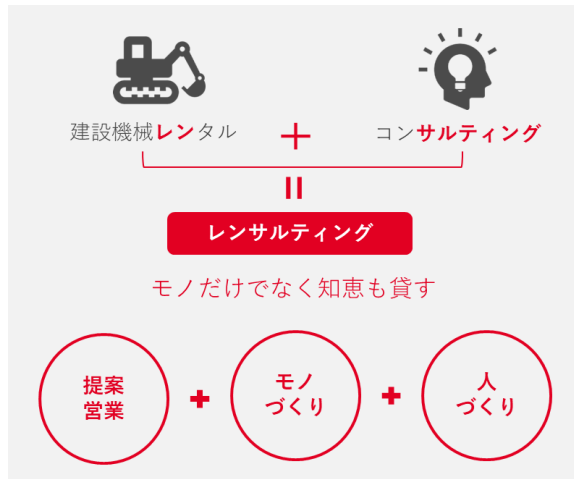 建設機械レンタル
＋
コンサルティング
レンサルティング
モノだけでなく知恵も貸す
提案
営業
+
モノ
づくり
+
人
づくり